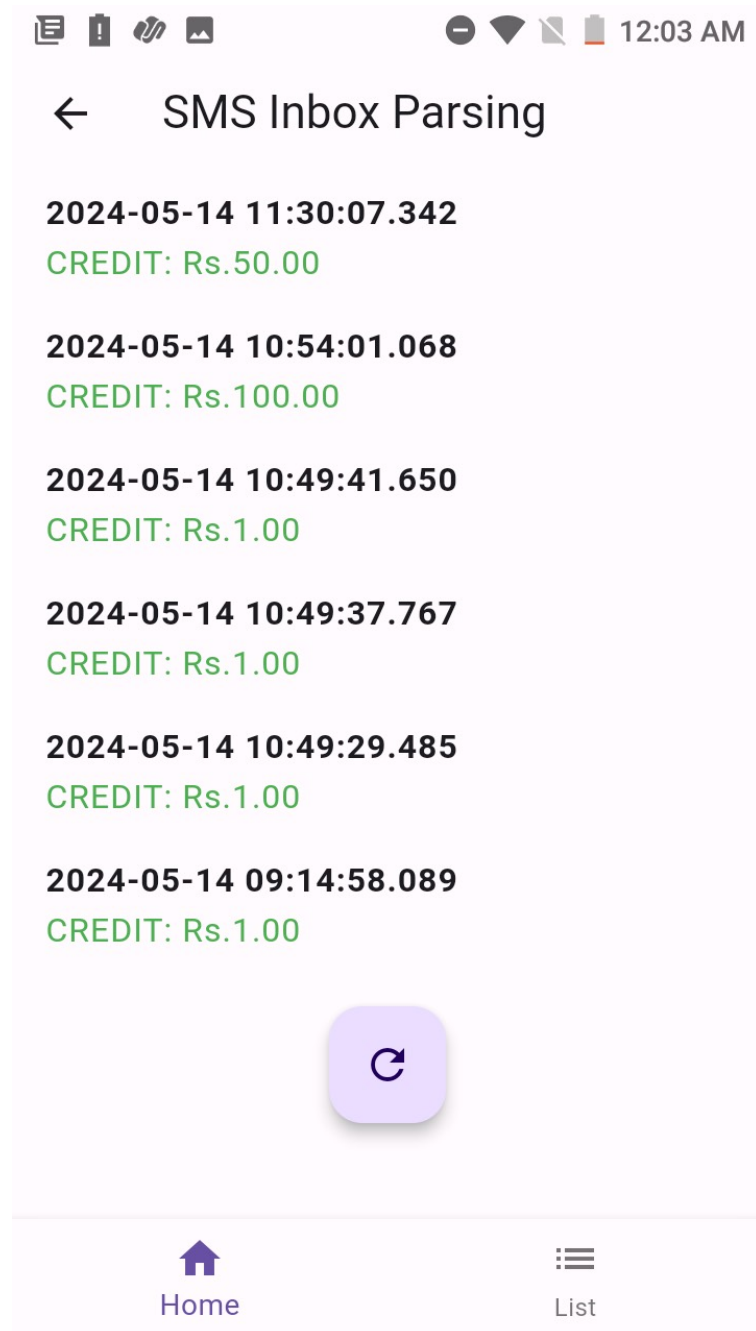 12:03 AM
SMS Inbox Parsing
2024-05-14 11:30:07.342
CREDIT: Rs.50.00
2024-05-14 10:54:01.068
CREDIT: Rs.100.00
2024-05-14 10:49:41.650
CREDIT: Rs.1.00
2024-05-14 10:49:37.767
CREDIT: Rs.1.00
2024-05-14 10:49:29.485
CREDIT: Rs.1.00
2024-05-14 09:14:58.089
CREDIT: Rs.1.00
Home
List